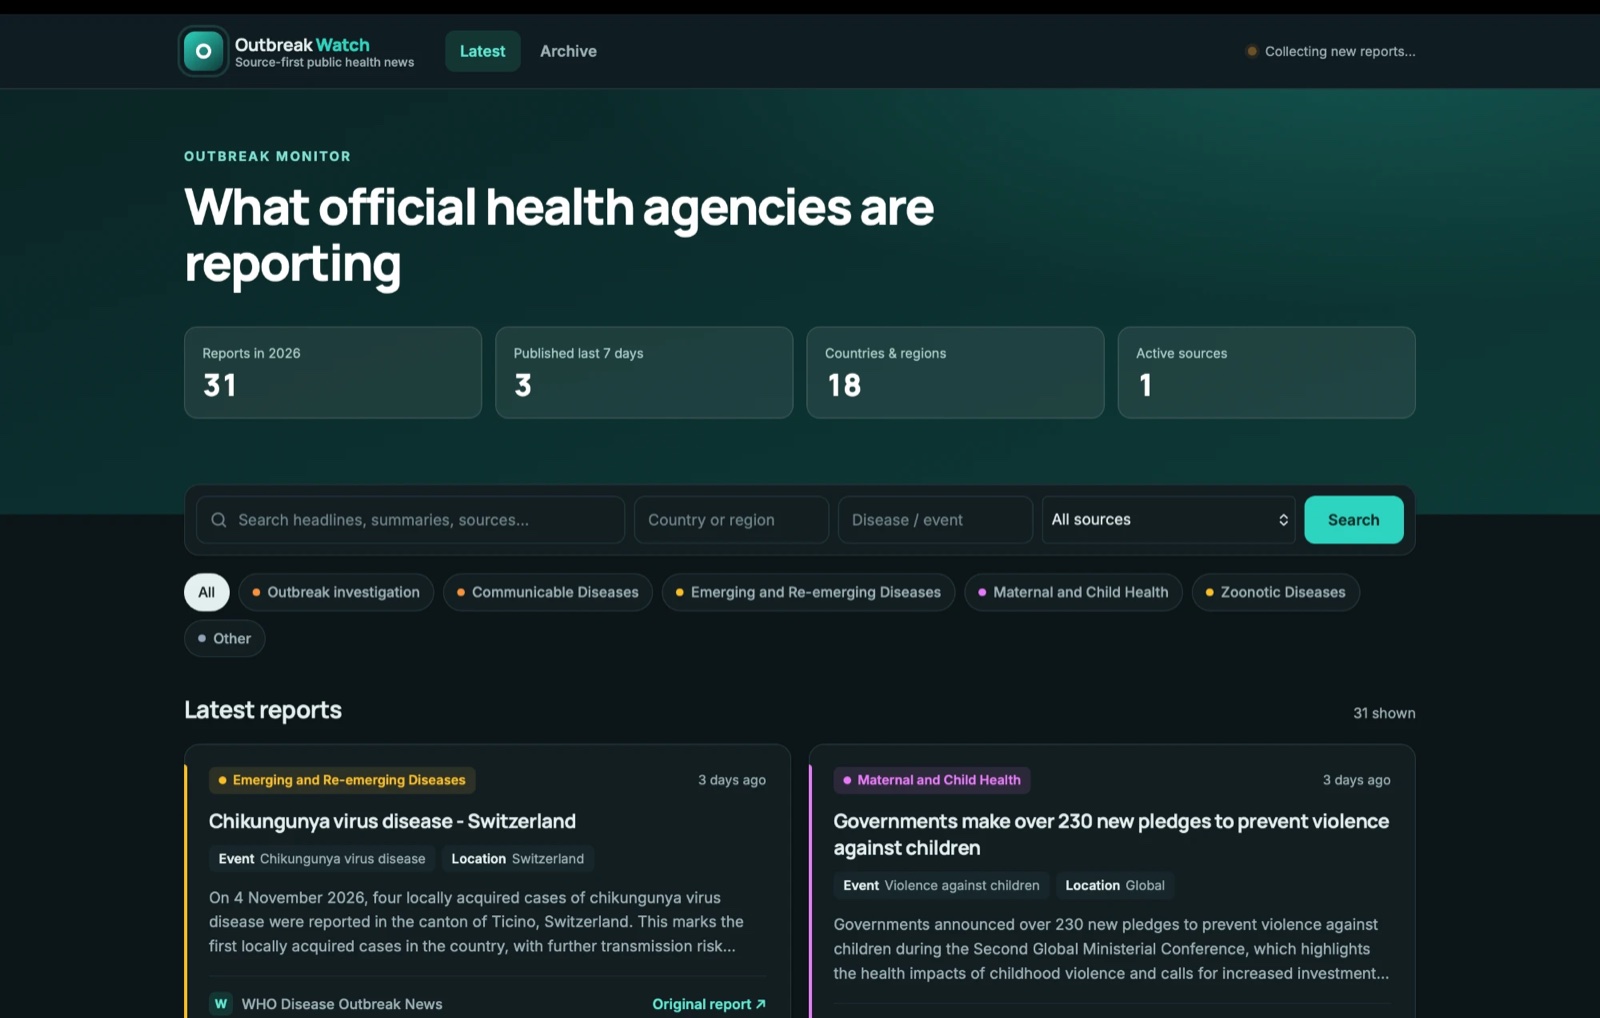 Outbreak Watch
Source-first public health news
Latest
Archive
Collecting new reports...
OUTBREAK MONITOR
What official health agencies are
reporting
Reports in 2026
31
Published last 7 days
3
Countries & regions
18
Active sources
1
Search headlines, summaries, sources...
Country or region
Disease / event
All sources
Search
All
Outbreak investigation
Communicable Diseases
Emerging and Re-emerging Diseases
Maternal and Child Health
Zoonotic Diseases
Other
Latest reports
31 shown
Emerging and Re-emerging Diseases
3 days ago
Chikungunya virus disease - Switzerland
Event Chikungunya virus disease
Location Switzerland
On 4 November 2026, four locally acquired cases of chikungunya virus
disease were reported in the canton of Ticino, Switzerland. This marks the
first locally acquired cases in the country, with further transmission risk...
W WHO Disease Outbreak News
Original report ↗
Maternal and Child Health
3 days ago
Governments make over 230 new pledges to prevent violence
against children
Event Violence against children
Location Global
Governments announced over 230 new pledges to prevent violence against
children during the Second Global Ministerial Conference, which highlights
the health impacts of childhood violence and calls for increased investment...